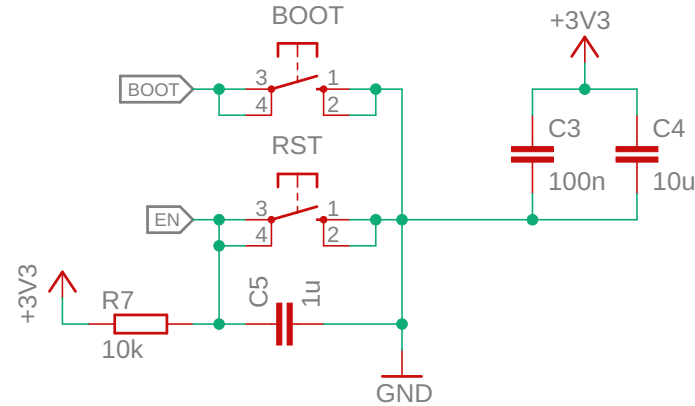 BOOT
+3V3
BOOT
3
1
4
2
C3
C4
RST
100n
10u
EN
3
1
4
2
+3V3
R7
C5
1u
10k
GND